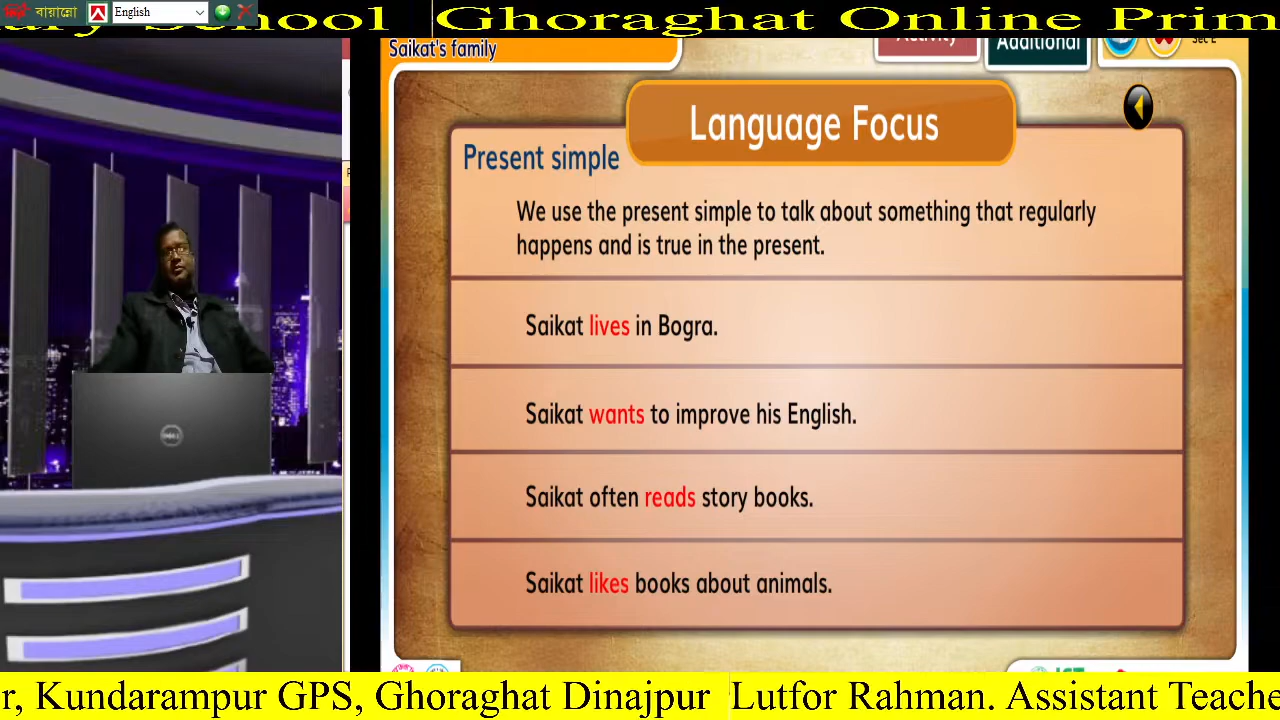 বায়ান্নো English
School Ghoraghat Online Prim
Saikat's family
Activity
Additional
Language Focus
Present simple
We use the present simple to talk about something that regularly
happens and is true in the present.
Saikat lives in Bogra.
Saikat wants to improve his English.
Saikat often reads story books.
Saikat likes books about animals.
DELL
r, Kundarampur GPS, Ghoraghat Dinajpur Lutfor Rahman. Assistant Teache